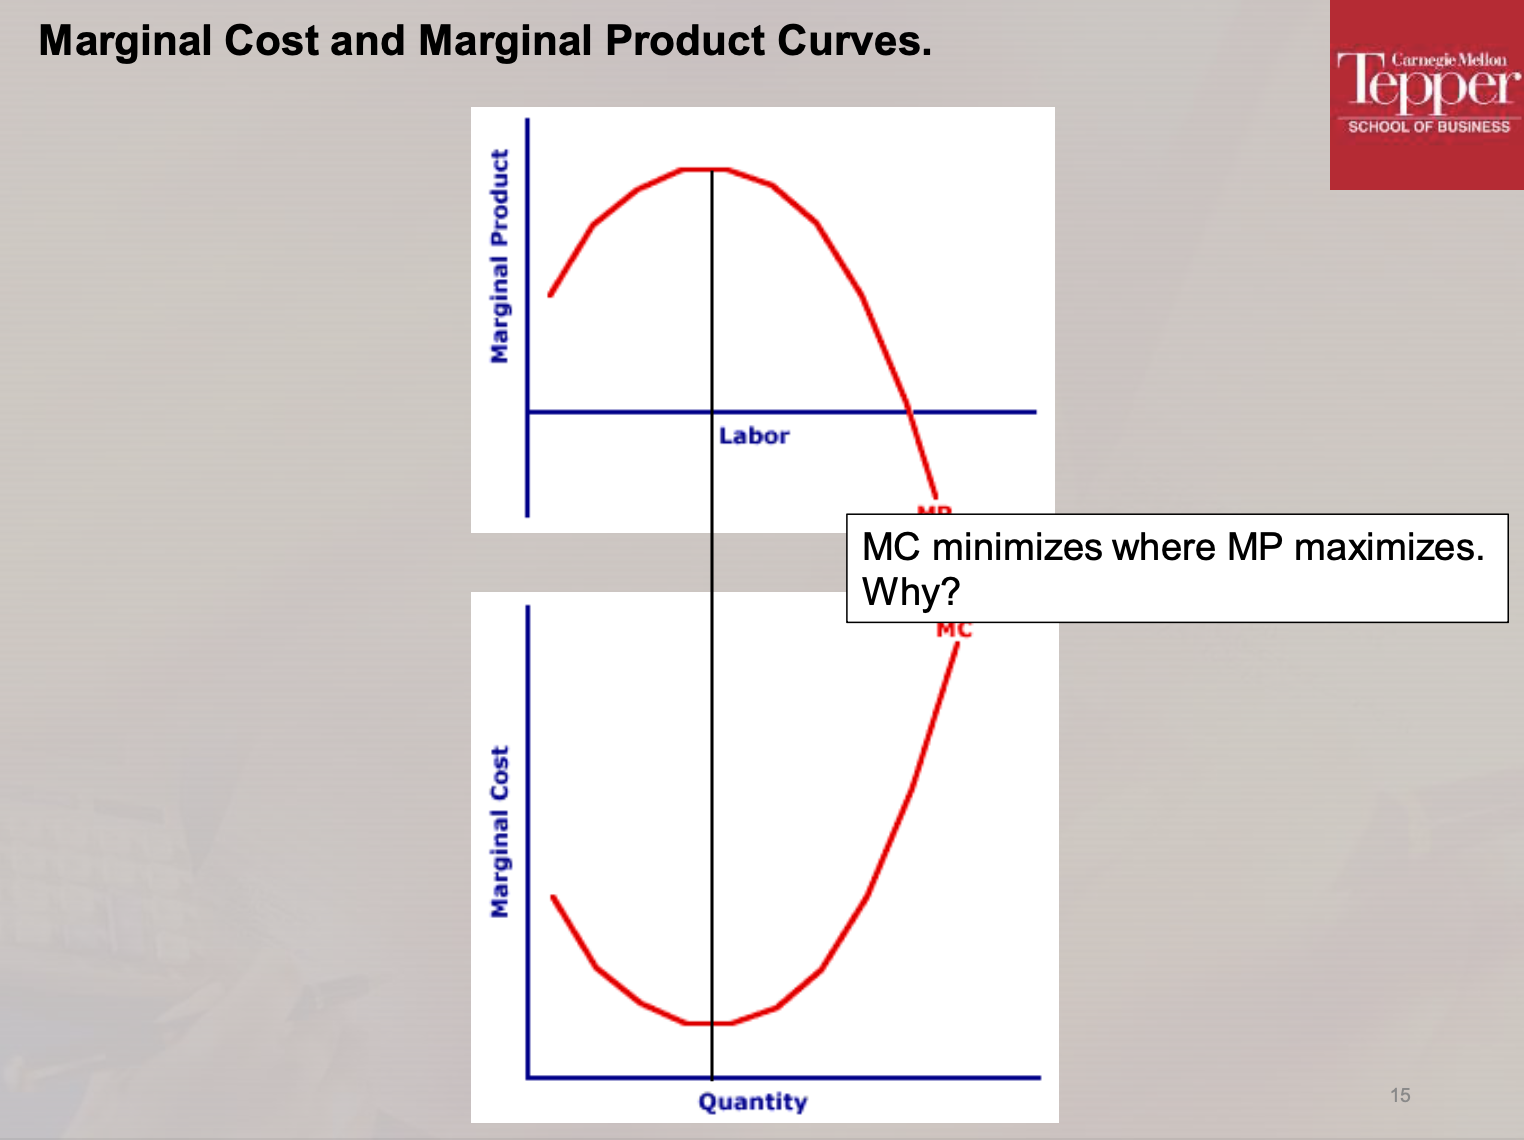 Marginal Cost and Marginal Product Curves.
Carnegie Mellon
Tepper
SCHOOL OF BUSINESS
Marginal Product
Labor
MP
MC minimizes where MP maximizes.
Why?
MC
Marginal Cost
Quantity
15